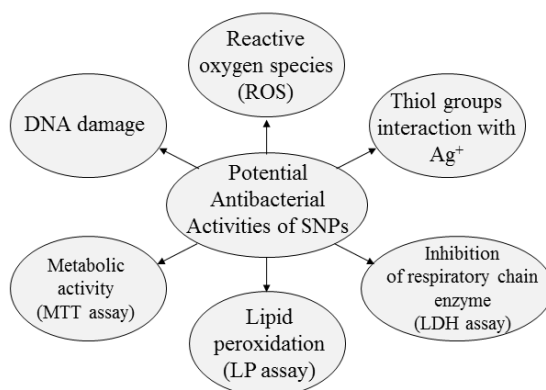 Reactive
oxygen species
(ROS)
DNA damage
Thiol groups
interaction with
Ag⁺
Potential
Antibacterial
Activities of SNPs
Metabolic
activity
(MTT assay)
Lipid
peroxidation
(LP assay)
Inhibition
of respiratory chain
enzyme
(LDH assay)